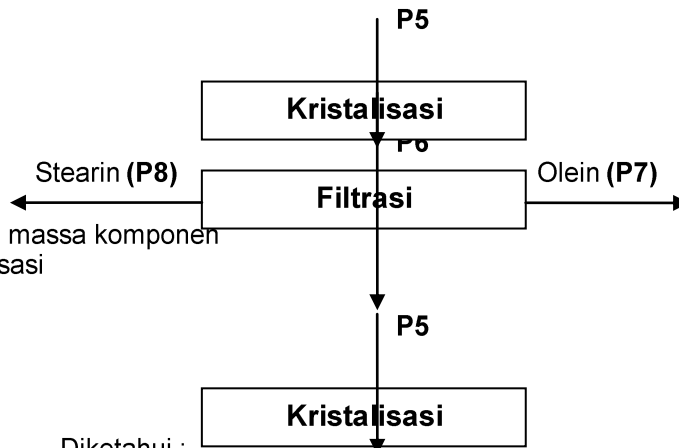 P5
Kristalisasi
P6
Stearin (P8)
Filtrasi
Olein (P7)
massa komponen
sasi
P5
Kristalisasi
Diketahui :